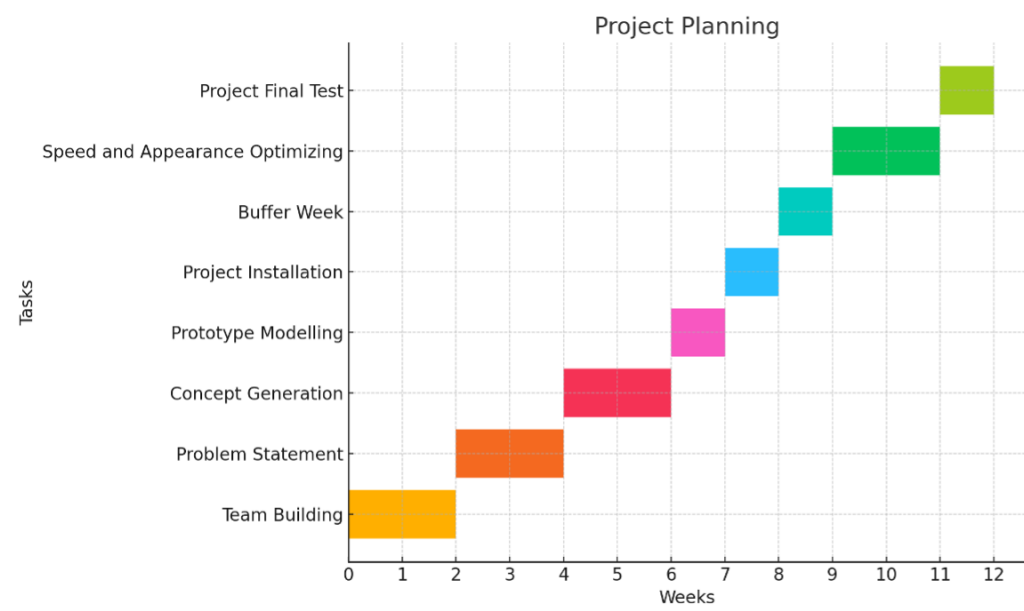 Project Planning
Project Final Test
Speed and Appearance Optimizing
Buffer Week
Project Installation
Prototype Modelling
Concept Generation
Problem Statement
Team Building
Tasks
0 1 2 3 4 5 6 7 8 9 10 11 12
Weeks